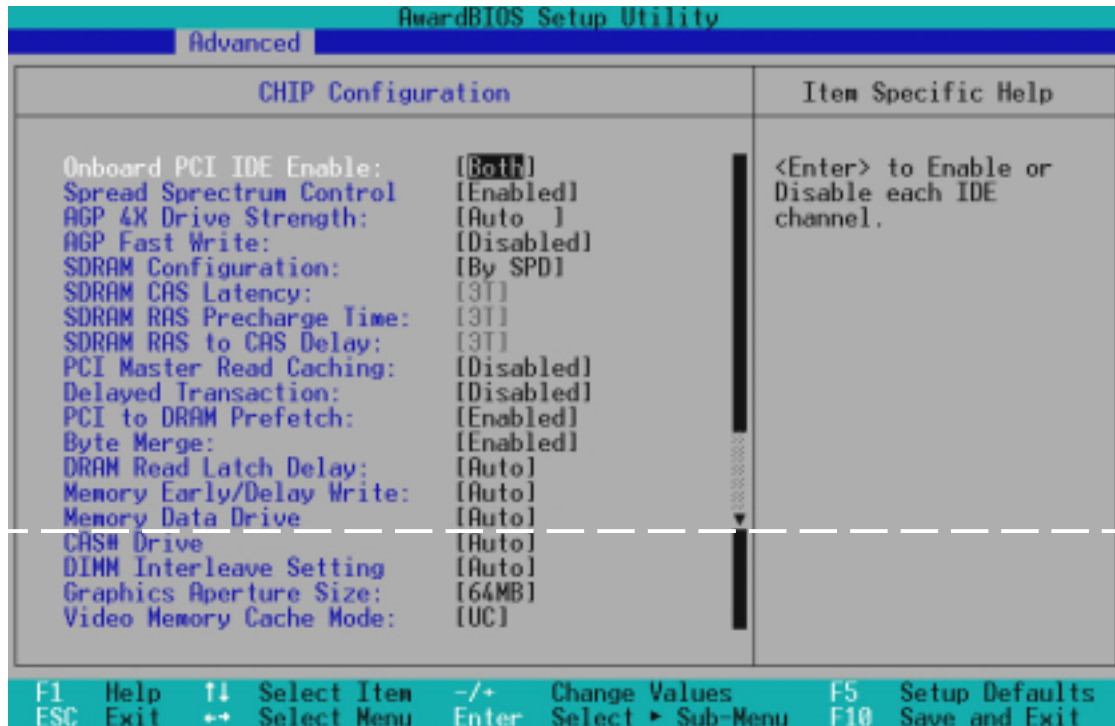 AwardBIOS Setup Utility
Advanced
CHIP Configuration
Item Specific Help
Onboard PCI IDE Enable: [Both]
Spread Sprectrum Control [Enabled]
AGP 4X Drive Strength: [Auto ]
AGP Fast Write: [Disabled]
SDRAM Configuration: [By SPD]
SDRAM CAS Latency: [3T]
SDRAM RAS Precharge Time: [3T]
SDRAM RAS to CAS Delay: [3T]
PCI Master Read Caching: [Disabled]
Delayed Transaction: [Disabled]
PCI to DRAM Prefetch: [Enabled]
Byte Merge: [Enabled]
DRAM Read Latch Delay: [Auto]
Memory Early/Delay Write: [Auto]
Memory Data Drive [Auto]
CAS# Drive [Auto]
DIMM Interleave Setting [Auto]
Graphics Aperture Size: [64MB]
Video Memory Cache Mode: [UC]
<Enter> to Enable or
Disable each IDE
channel.
F1 Help ↑↓ Select Item -/+ Change Values F5 Setup Defaults
ESC Exit ←→ Select Menu Enter Select ► Sub-Menu F10 Save and Exit